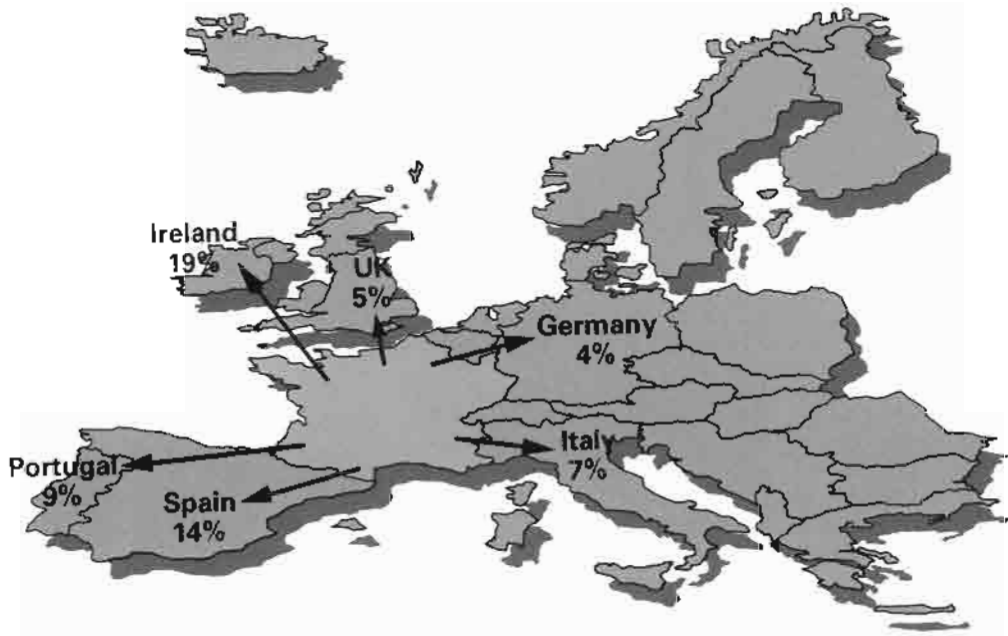 Ireland
19%
UK
5%
Germany
4%
Italy
7%
Portugal
9%
Spain
14%